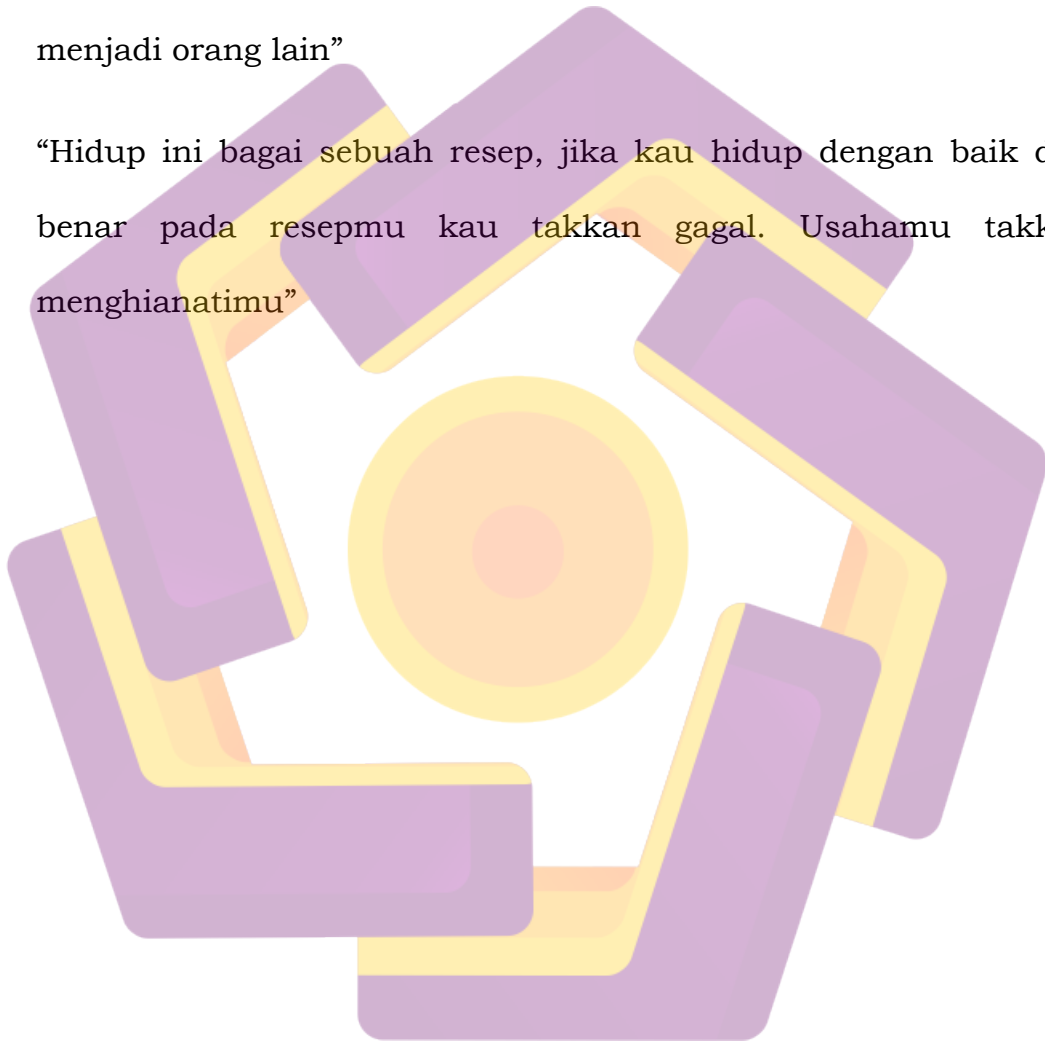 menjadi orang lain”
“Hidup ini bagai sebuah resep, jika kau hidup dengan baik
benar pada resepmu kau takkan gagal. Usahamu
menghianatimu”